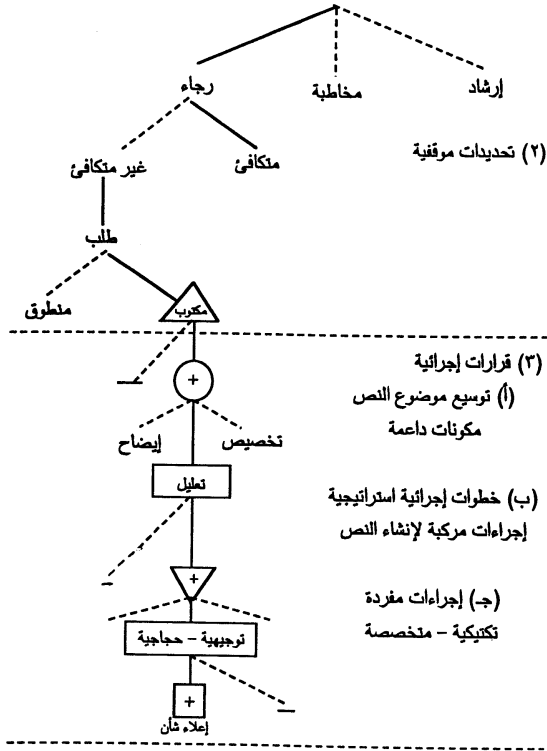 إرشاد
مخاطبة
رجاء
(٢) تحديدات موقفية
متكافئ
غير متكافئ
طلب
منطوق
مكتوب
(٣) قرارات إجرائية
(أ) توسيع موضوع النص
مكونات داعمة
+
تخصيص
إيضاح
تعليل
(ب) خطوات إجرائية استراتيجية
إجراءات مركبة لإنشاء النص
+
(جـ) إجراءات مفردة
تكتيكية – متخصصة
توجيهية – حجاجية
+
إعلاء شأن